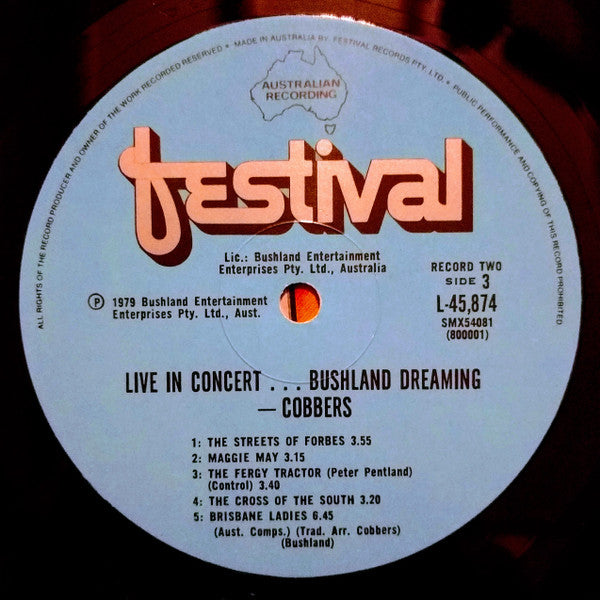 ALL RIGHTS OF THE RECORD PRODUCER AND OWNER OF THE WORK RECORDED RESERVED • MADE IN AUSTRALIA BY FESTIVAL RECORDS PTY. LTD. • PUBLIC PERFORMANCE AND COPYING OF THIS RECORD PROHIBITED
AUSTRALIAN
RECORDING
festival
Lic.: Bushland Entertainment
Enterprises Pty. Ltd., Australia
RECORD TWO
SIDE 3
L-45,874
SMX54081
(800001)
Ⓟ 1979 Bushland Entertainment
Enterprises Pty. Ltd., Aust.
LIVE IN CONCERT . . . BUSHLAND DREAMING
— COBBERS
1: THE STREETS OF FORBES 3.55
2: MAGGIE MAY 3.15
3: THE FERGY TRACTOR (Peter Pentland)
(Control) 3.40
4: THE CROSS OF THE SOUTH 3.20
5: BRISBANE LADIES 6.45
(Aust. Comps.) (Trad. Arr. Cobbers)
(Bushland)